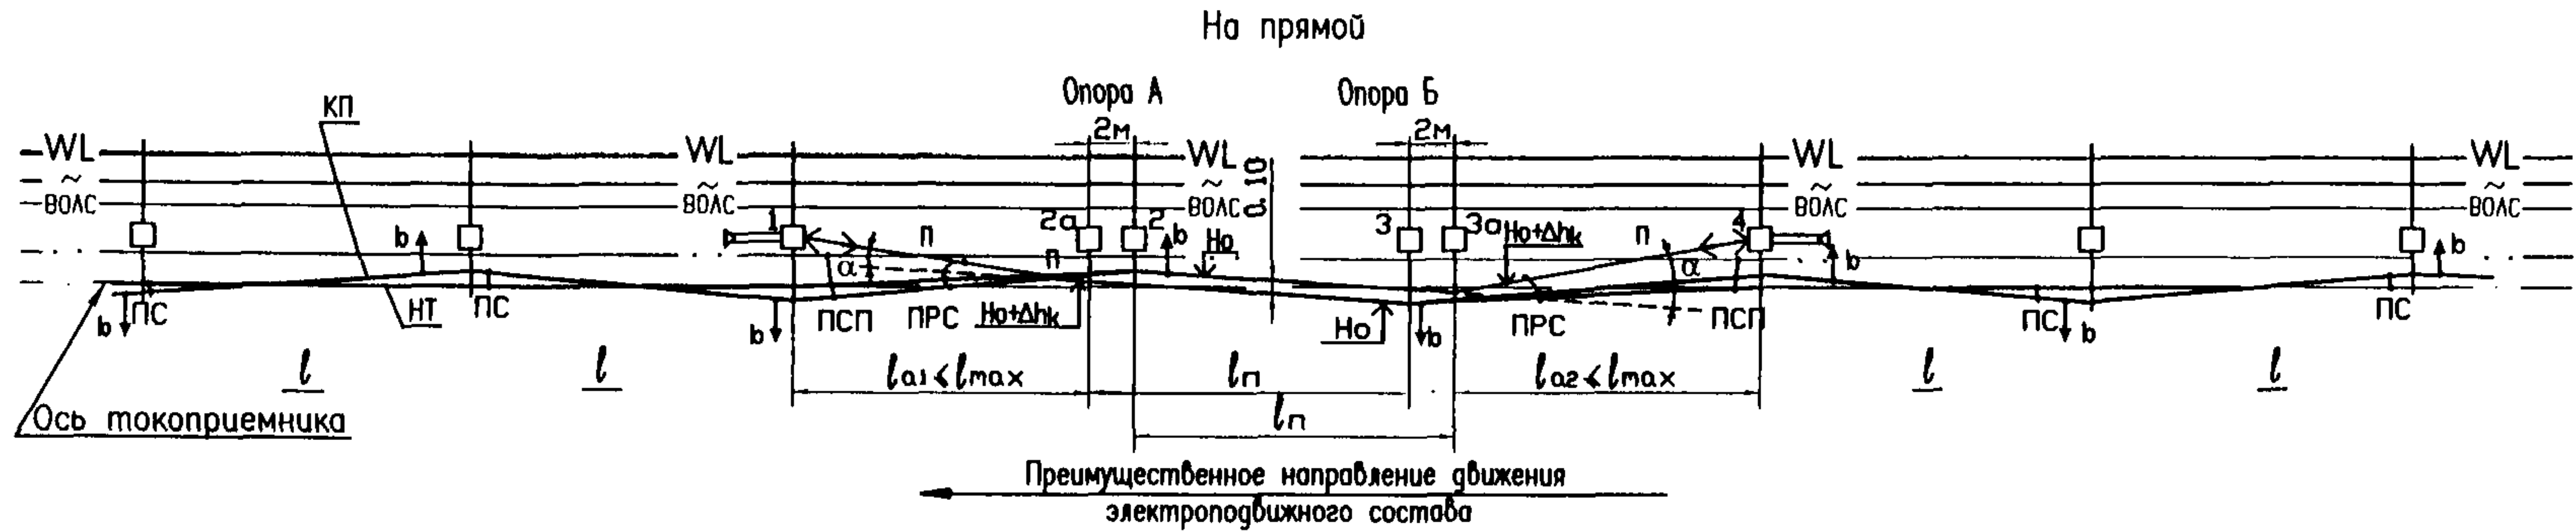 На прямой
Опора А
Опора Б
КП
2м
2м
WL
WL
WL
WL
WL
~
~
~
~
~
ВОЛС
ВОЛС
ВОЛС
ВОЛС
ВОЛС
0,10
1
2а
2
3
3а
4
b
b
b
b
b
b
b
b
П
П
П
α
α
Но
Но
Но+Δhк
Но+Δhк
ПС
ПС
ПС
ПС
НТ
ПСП
ПСП
ПРС
ПРС
l
l
lа1 ≤ lmax
lп
lп
lа2 ≤ lmax
l
l
Ось токоприемника
Преимущественное направление движения
электроподвижного состава